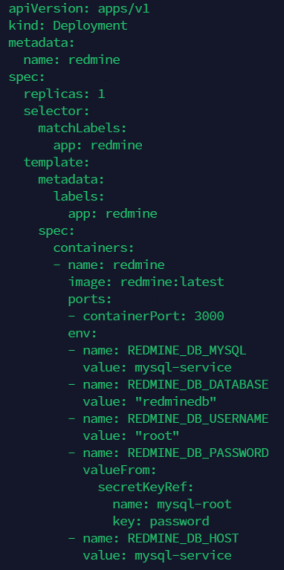 apiVersion: apps/v1
kind: Deployment
metadata:
  name: redmine
spec:
  replicas: 1
  selector:
    matchLabels:
      app: redmine
  template:
    metadata:
      labels:
        app: redmine
    spec:
      containers:
      - name: redmine
        image: redmine:latest
        ports:
        - containerPort: 3000
        env:
        - name: REDMINE_DB_MYSQL
          value: mysql-service
        - name: REDMINE_DB_DATABASE
          value: "redminedb"
        - name: REDMINE_DB_USERNAME
          value: "root"
        - name: REDMINE_DB_PASSWORD
          valueFrom:
            secretKeyRef:
              name: mysql-root
              key: password
        - name: REDMINE_DB_HOST
          value: mysql-service